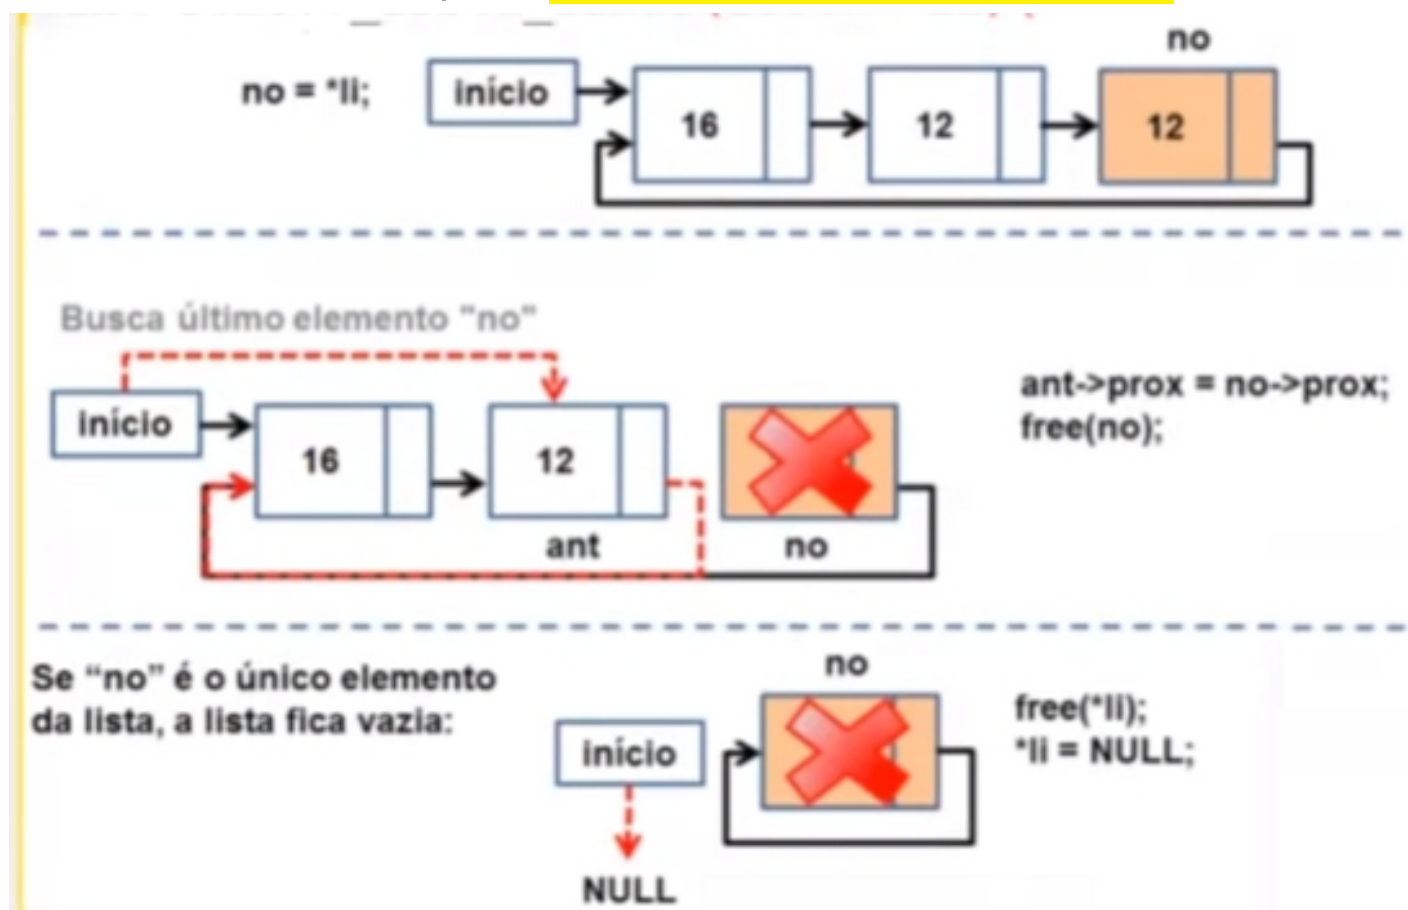 no
no = *li;
início
16
12
12
Busca último elemento "no"
início
16
12
ant->prox = no->prox;
free(no);
ant
no
Se “no” é o único elemento
da lista, a lista fica vazia:
no
início
free(*li);
*li = NULL;
NULL